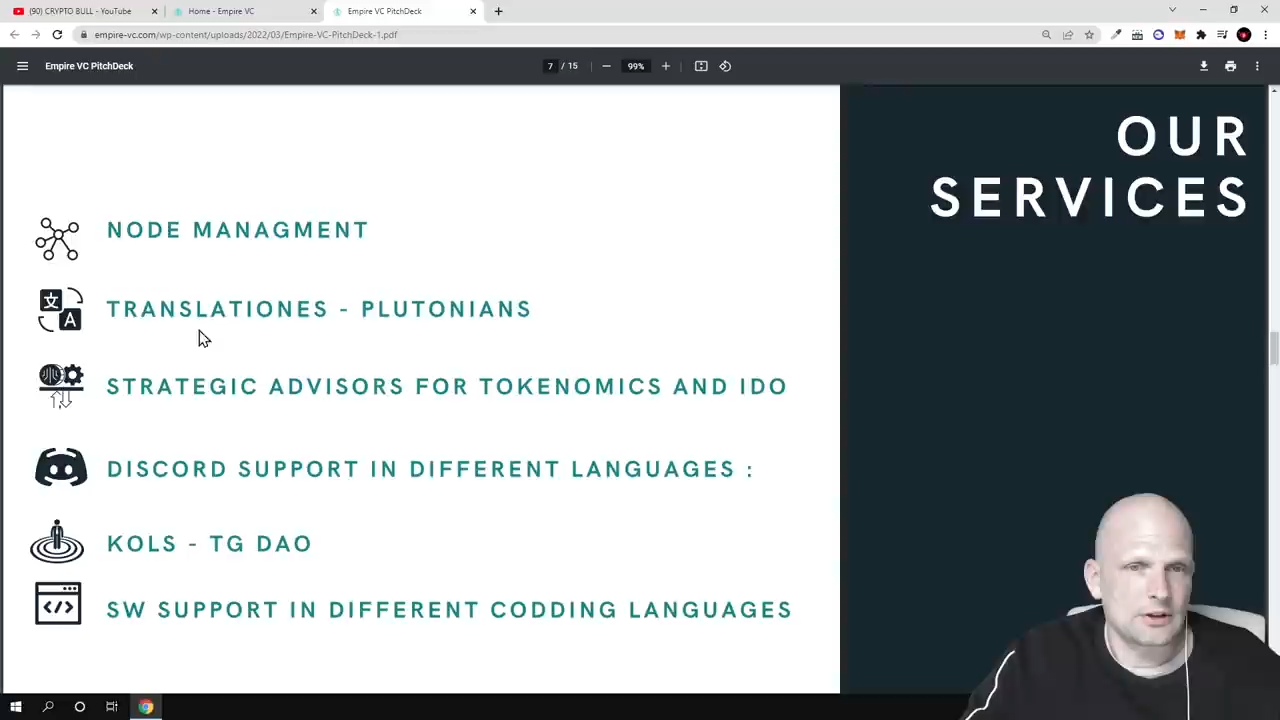 (90) CRYPTO BULL - YouTube
Home - Empire VC
Empire VC PitchDeck
empire-vc.com/wp-content/uploads/2022/03/Empire-VC-PitchDeck-1.pdf
Empire VC PitchDeck
7 / 15
99%
OUR
SERVICES
NODE MANAGMENT
文
A
TRANSLATIONES - PLUTONIANS
STRATEGIC ADVISORS FOR TOKENOMICS AND IDO
DISCORD SUPPORT IN DIFFERENT LANGUAGES :
KOLS - TG DAO
</>
SW SUPPORT IN DIFFERENT CODDING LANGUAGES